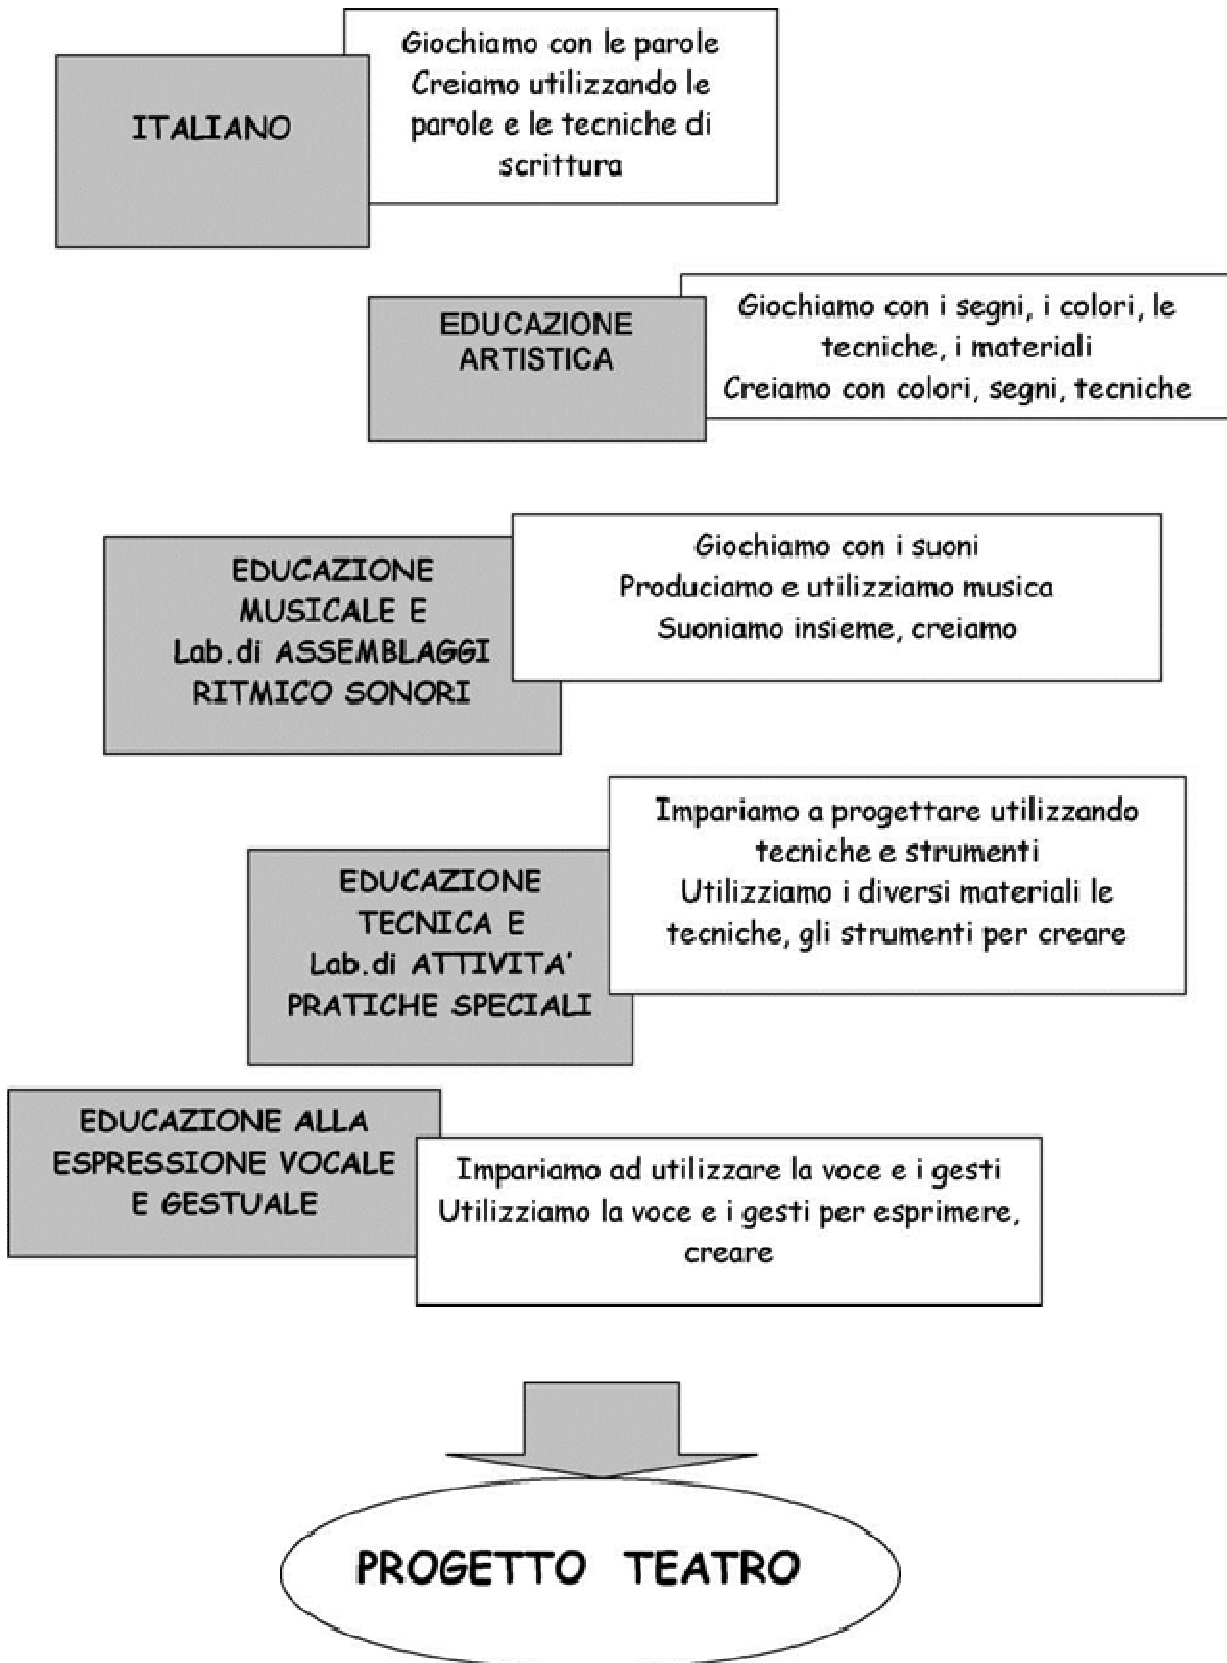 ITALIANO
Giochiamo con le parole
Creiamo utilizzando le
parole e le tecniche di
scrittura
EDUCAZIONE
ARTISTICA
Giochiamo con i segni, i colori, le
tecniche, i materiali
Creiamo con colori, segni, tecniche
EDUCAZIONE
MUSICALE E
Lab.di ASSEMBLAGGI
RITMICO SONORI
Giochiamo con i suoni
Produciamo e utilizziamo musica
Suoniamo insieme, creiamo
EDUCAZIONE
TECNICA E
Lab.di ATTIVITA'
PRATICHE SPECIALI
Impariamo a progettare utilizzando
tecniche e strumenti
Utilizziamo i diversi materiali le
tecniche, gli strumenti per creare
EDUCAZIONE ALLA
ESPRESSIONE VOCALE
E GESTUALE
Impariamo ad utilizzare la voce e i gesti
Utilizziamo la voce e i gesti per esprimere,
creare
PROGETTO TEATRO